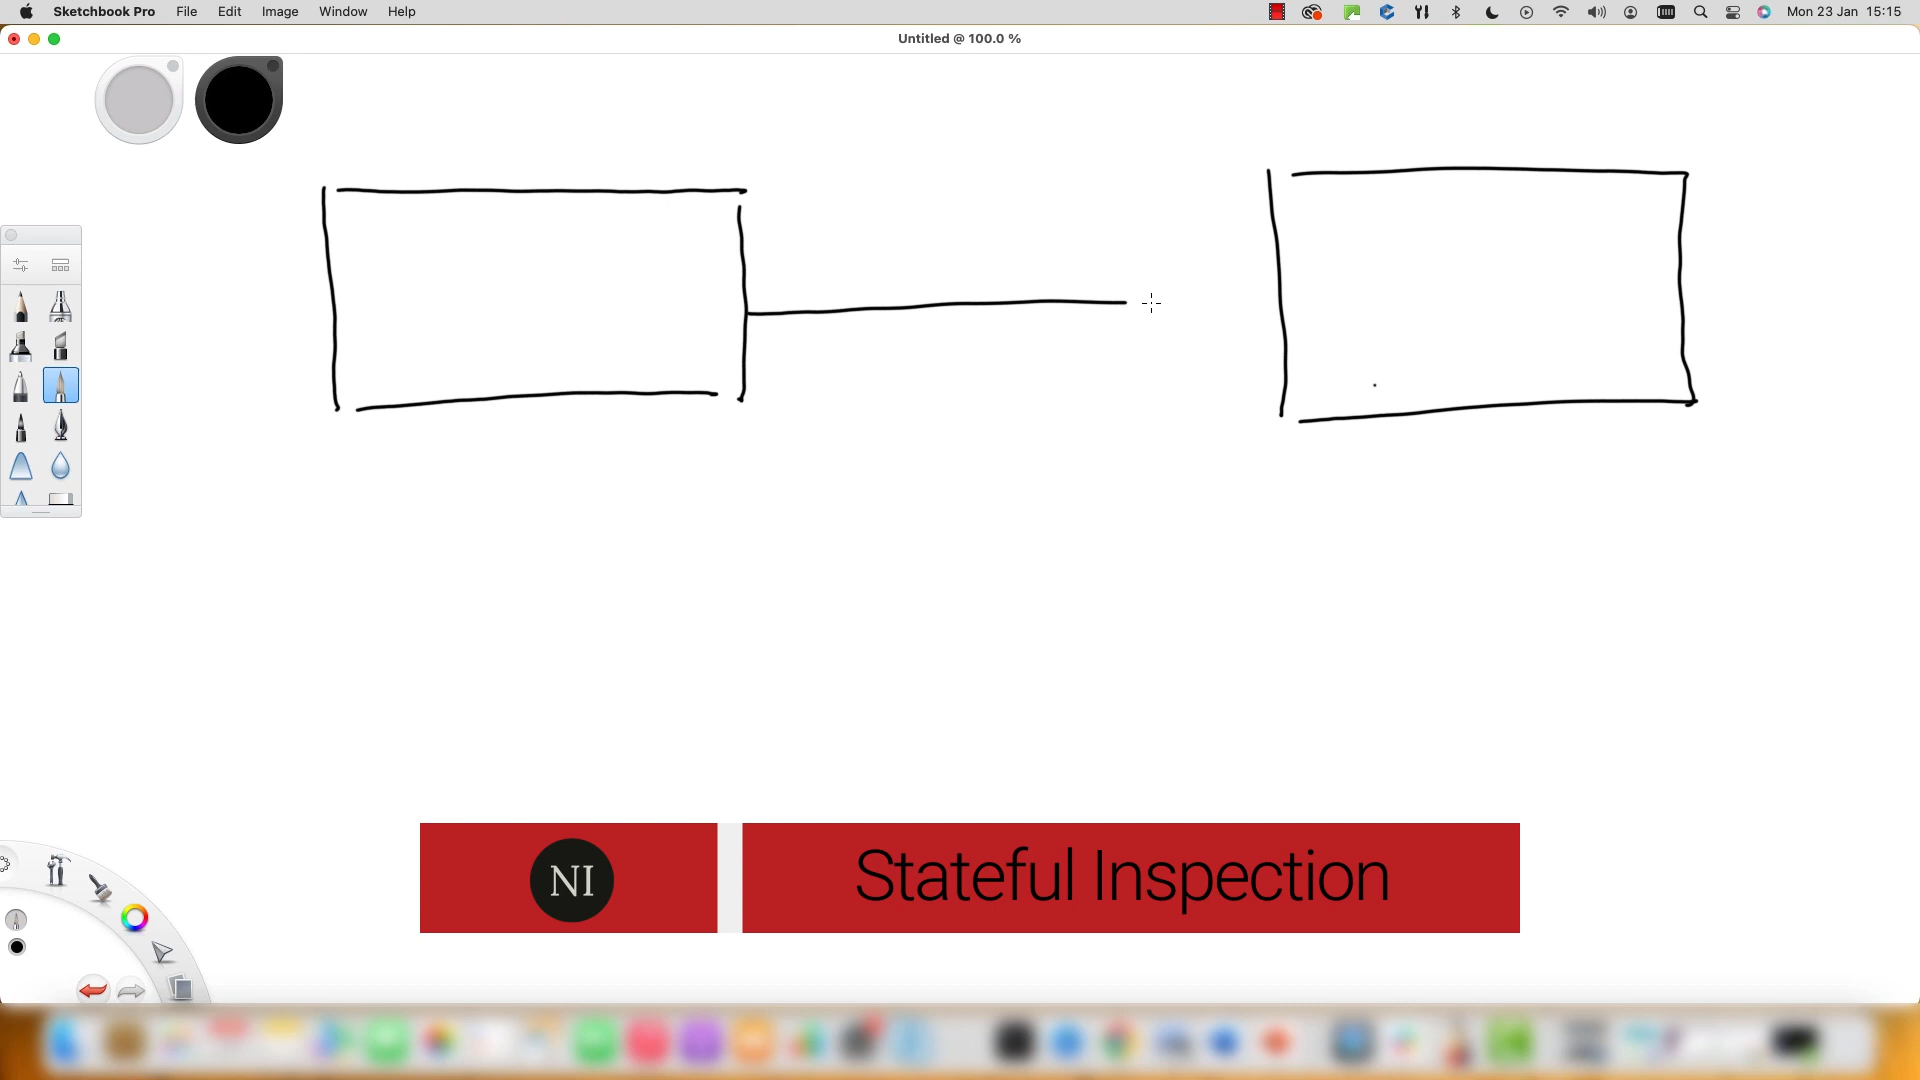 Sketchbook Pro File Edit Image Window Help Mon 23 Jan 15:15
Untitled @ 100.0 %
NI Stateful Inspection